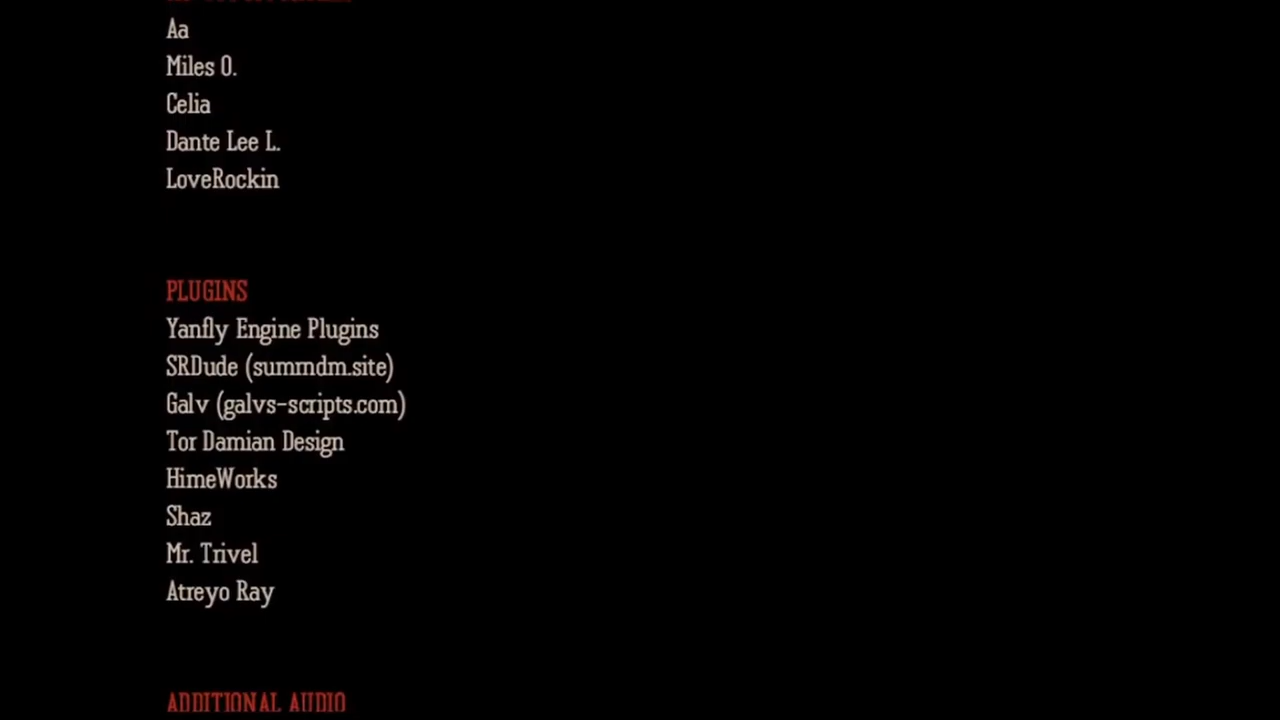 Aa
Miles O.
Celia
Dante Lee L.
LoveRockin
PLUGINS
Yanfly Engine Plugins
SRDude (sumrndm.site)
Galv (galvs-scripts.com)
Tor Damian Design
HimeWorks
Shaz
Mr. Trivel
Atreyo Ray
ADDITIONAL AUDIO